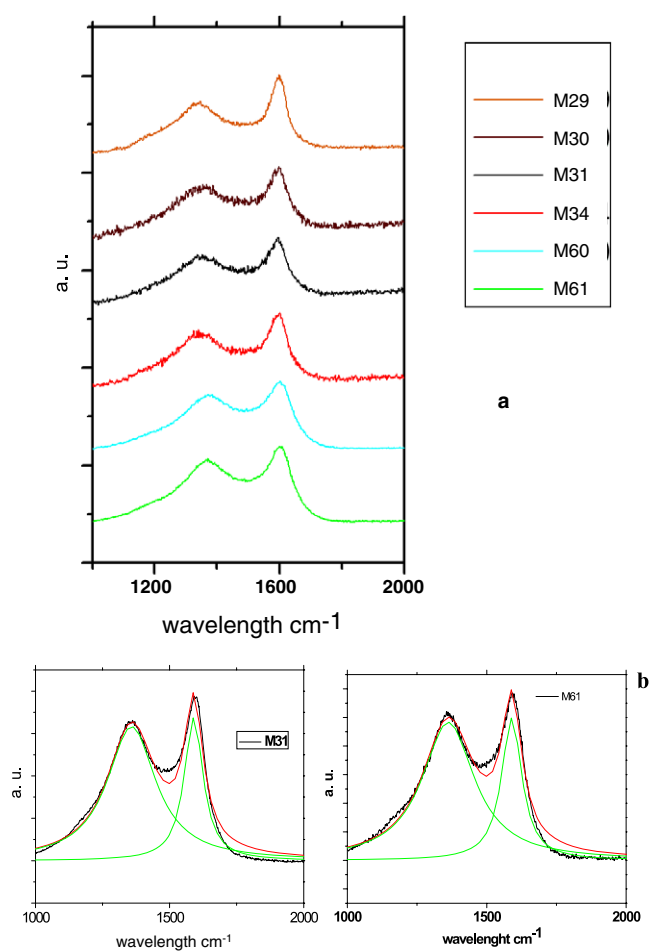 M29
M30
M31
M34
M60
M61
a. u.
a
1200 1600 2000
wavelength cm-1
b
M31
M61
a. u.
a. u.
1000 1500 2000
1000 1500 2000
wavelength cm-1
wavelenght cm-1